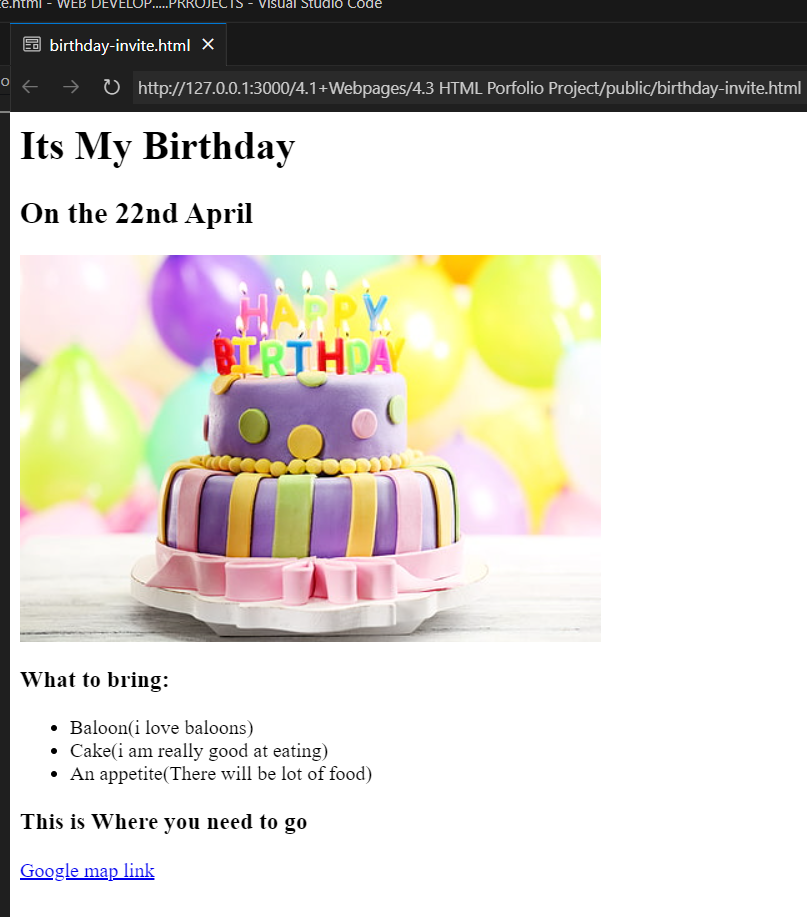 e.html - WEB DEVELOP.....PRROJECTS - Visual Studio Code
birthday-invite.html
http://127.0.0.1:3000/4.1+Webpages/4.3 HTML Porfolio Project/public/birthday-invite.html
Its My Birthday
On the 22nd April
HAPPY
BIRTHDAY
What to bring:
Baloon(i love baloons)
Cake(i am really good at eating)
An appetite(There will be lot of food)
This is Where you need to go
Google map link